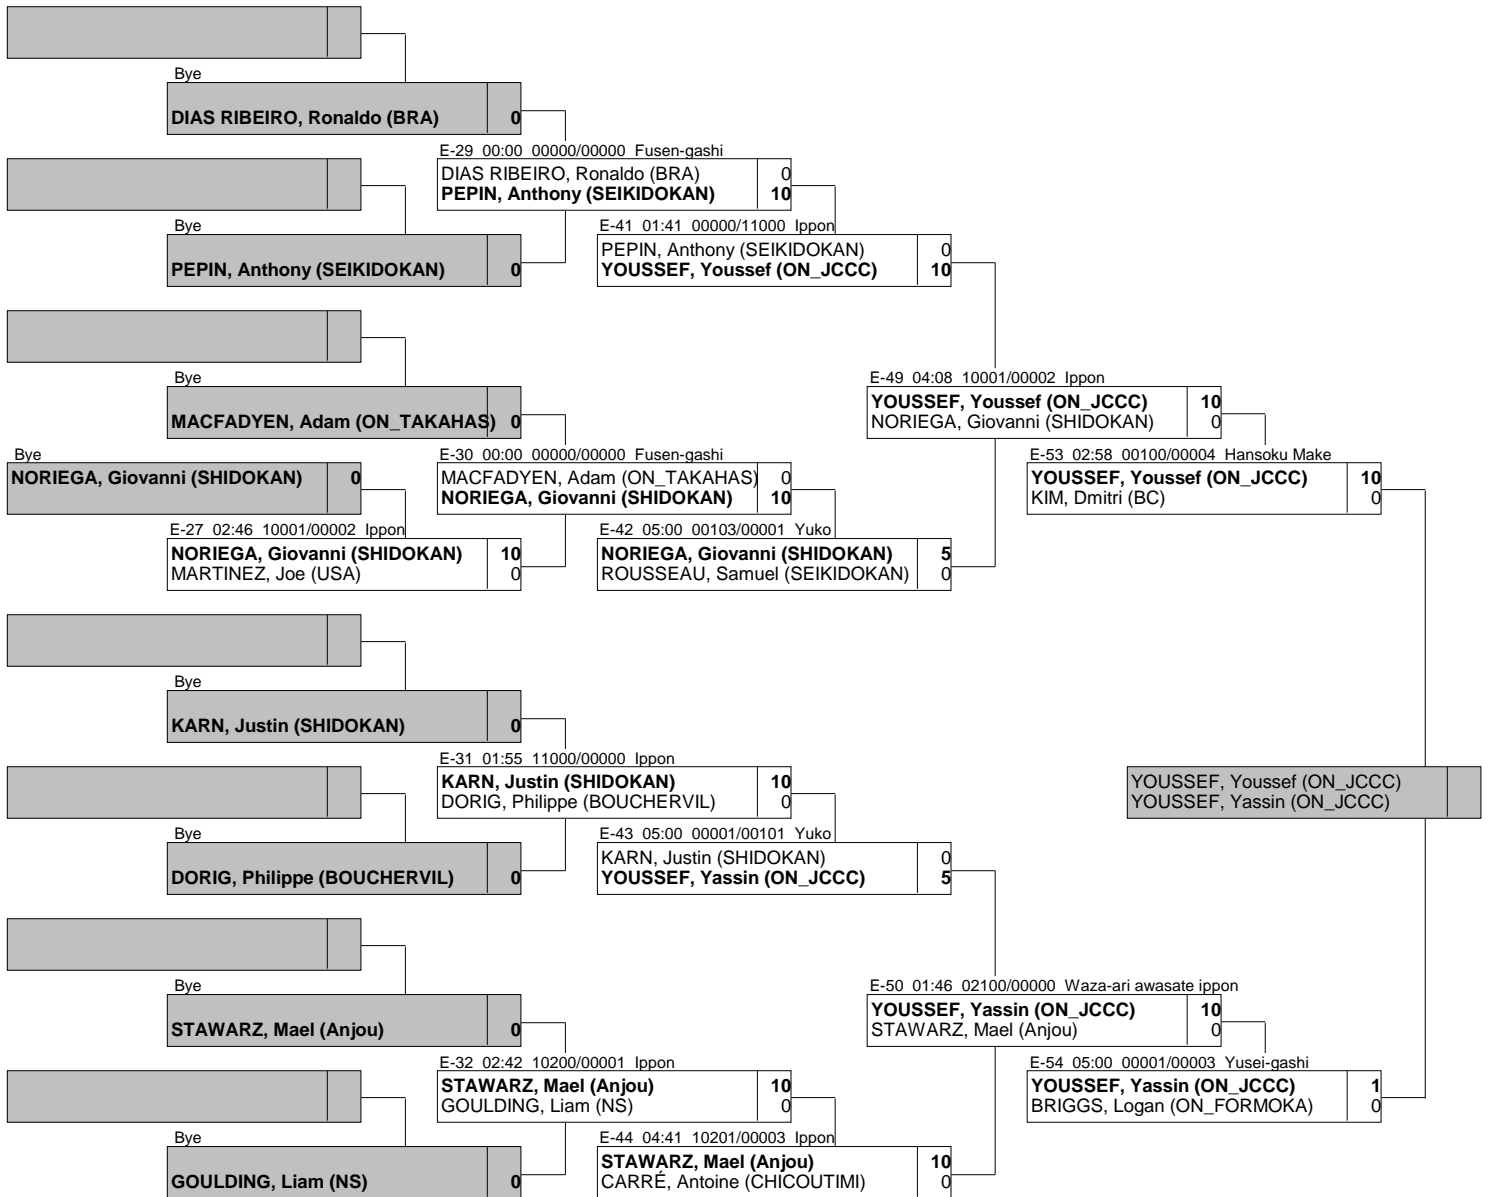 Bye
DIAS RIBEIRO, Ronaldo (BRA) 0
E-29 00:00 00000/00000 Fusen-gashi
DIAS RIBEIRO, Ronaldo (BRA) 0
PEPIN, Anthony (SEIKIDOKAN) 10
Bye
PEPIN, Anthony (SEIKIDOKAN) 0
E-41 01:41 00000/11000 Ippon
PEPIN, Anthony (SEIKIDOKAN) 0
YOUSSEF, Youssef (ON_JCCC) 10
Bye
MACFADYEN, Adam (ON_TAKAHAS) 0
E-49 04:08 10001/00002 Ippon
YOUSSEF, Youssef (ON_JCCC) 10
NORIEGA, Giovanni (SHIDOKAN) 0
Bye
NORIEGA, Giovanni (SHIDOKAN) 0
E-30 00:00 00000/00000 Fusen-gashi
MACFADYEN, Adam (ON_TAKAHAS) 0
NORIEGA, Giovanni (SHIDOKAN) 10
E-53 02:58 00100/00004 Hansoku Make
YOUSSEF, Youssef (ON_JCCC) 10
KIM, Dmitri (BC) 0
E-27 02:46 10001/00002 Ippon
NORIEGA, Giovanni (SHIDOKAN) 10
MARTINEZ, Joe (USA) 0
E-42 05:00 00103/00001 Yuko
NORIEGA, Giovanni (SHIDOKAN) 5
ROUSSEAU, Samuel (SEIKIDOKAN) 0
Bye
KARN, Justin (SHIDOKAN) 0
E-31 01:55 11000/00000 Ippon
KARN, Justin (SHIDOKAN) 10
DORIG, Philippe (BOUCHERVIL) 0
YOUSSEF, Youssef (ON_JCCC)
YOUSSEF, Yassin (ON_JCCC)
Bye
DORIG, Philippe (BOUCHERVIL) 0
E-43 05:00 00001/00101 Yuko
KARN, Justin (SHIDOKAN) 0
YOUSSEF, Yassin (ON_JCCC) 5
Bye
STAWARZ, Mael (Anjou) 0
E-50 01:46 02100/00000 Waza-ari awasate ippon
YOUSSEF, Yassin (ON_JCCC) 10
STAWARZ, Mael (Anjou) 0
E-32 02:42 10200/00001 Ippon
STAWARZ, Mael (Anjou) 10
GOULDING, Liam (NS) 0
E-54 05:00 00001/00003 Yusei-gashi
YOUSSEF, Yassin (ON_JCCC) 1
BRIGGS, Logan (ON_FORMOKA) 0
Bye
GOULDING, Liam (NS) 0
E-44 04:41 10201/00003 Ippon
STAWARZ, Mael (Anjou) 10
CARRÉ, Antoine (CHICOUTIMI) 0